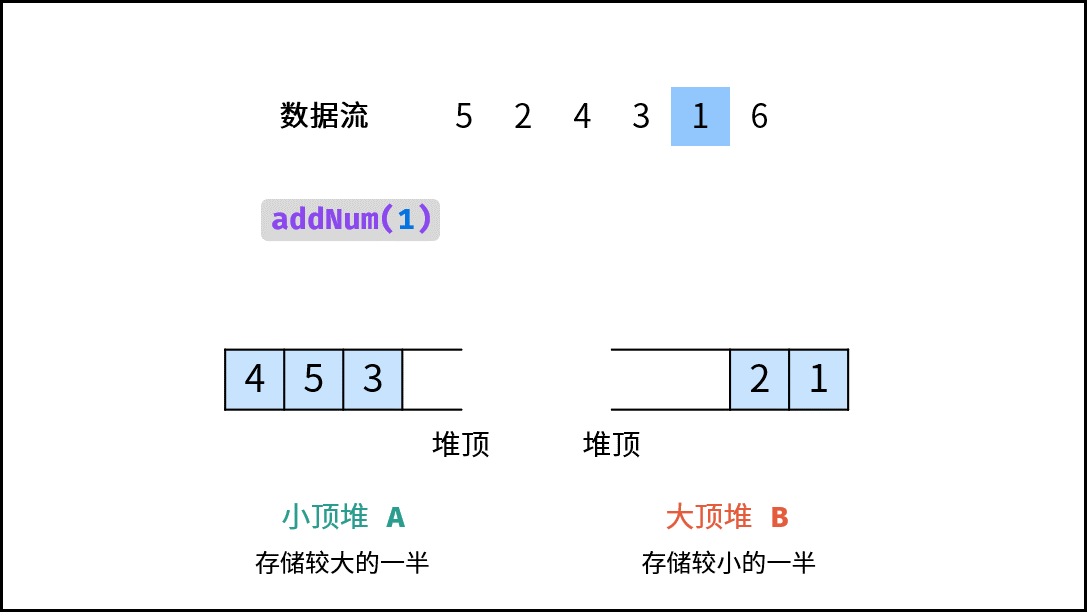 数据流 5 2 4 3 1 6
addNum(1)
4 5 3 2 1
堆顶 堆顶
小顶堆 A 大顶堆 B
存储较大的一半 存储较小的一半